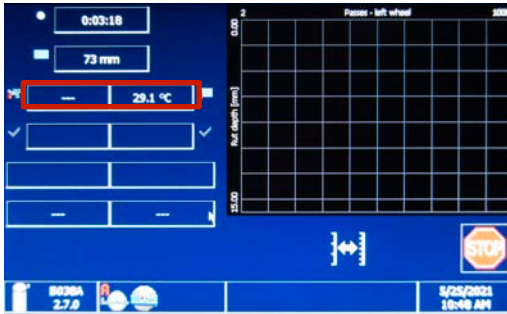 0:03:18
73 mm
--- 29.1 °C
--- ---
2 Passes - left wheel 1000
0.00
Rut depth [mm]
15.00
STOP
B038A
2.7.0
A
5/25/2021
10:48 AM